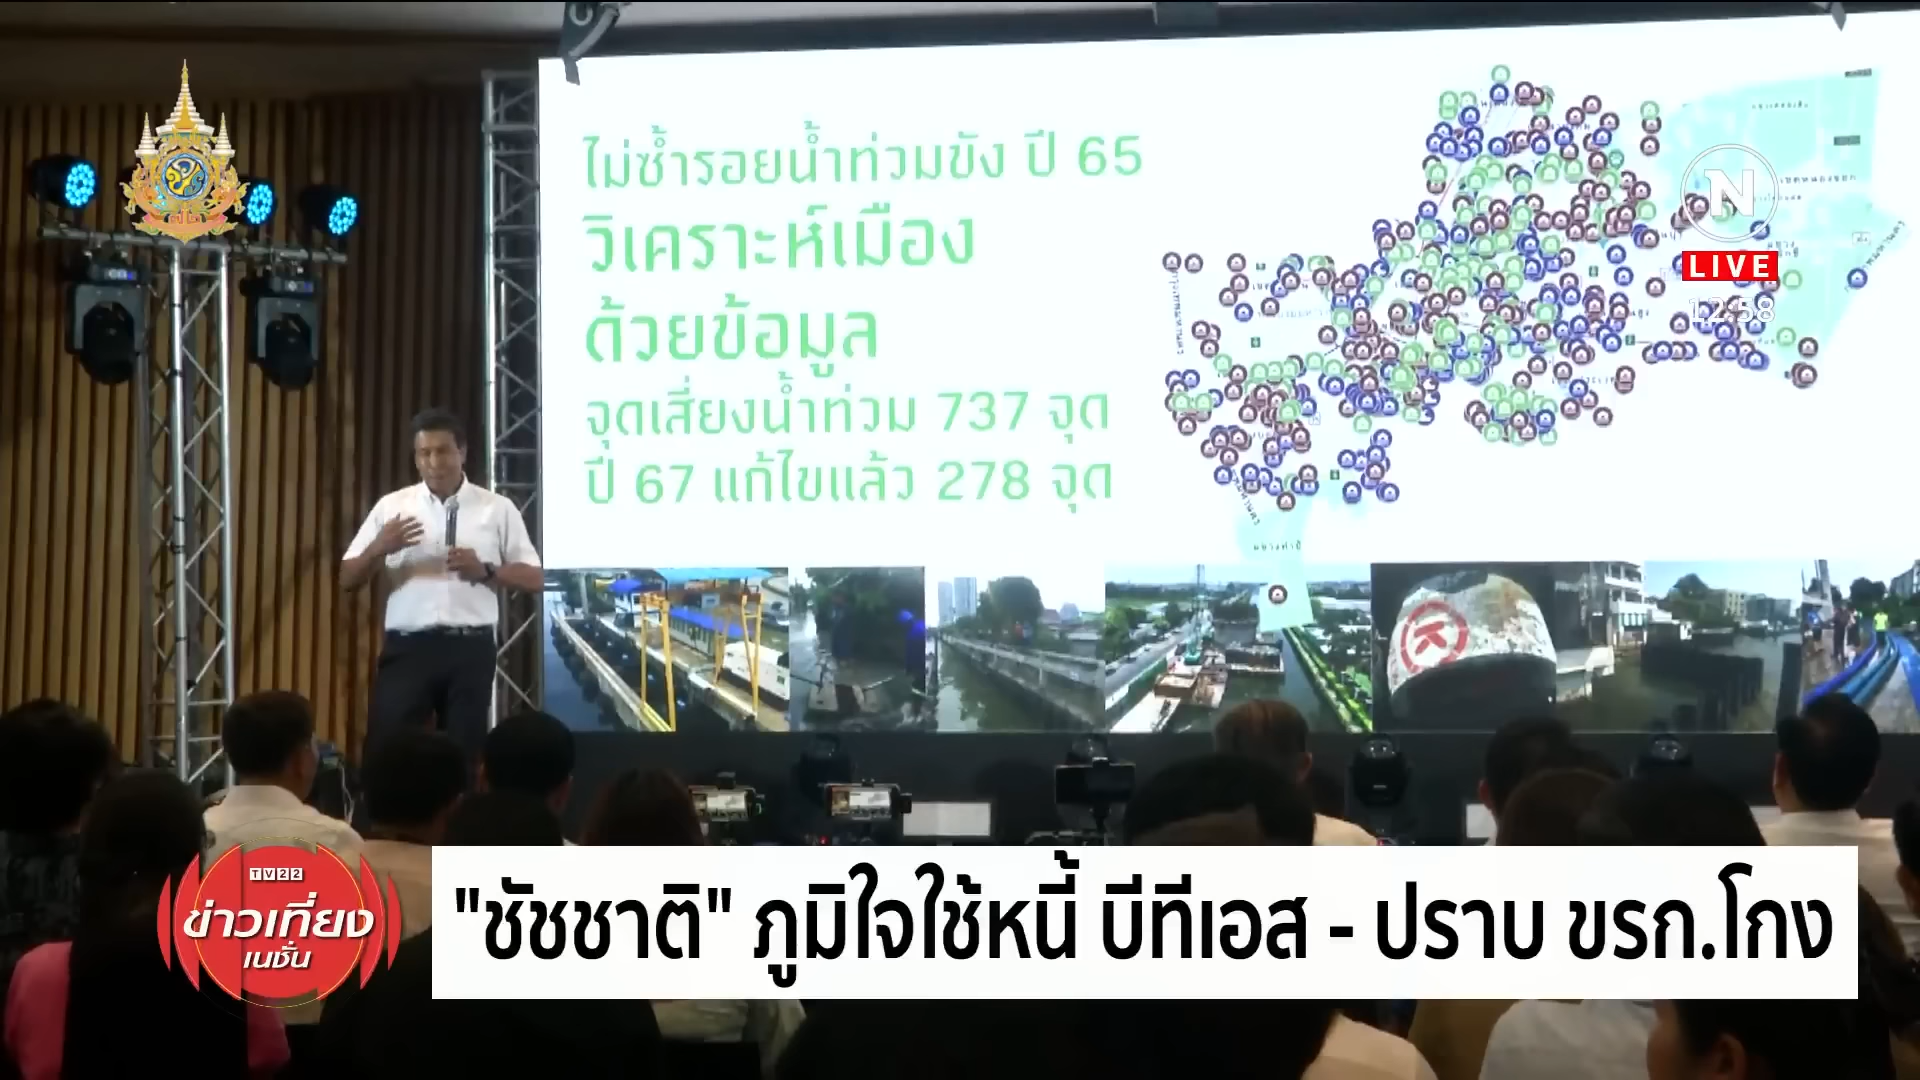 ไม่ซ้ำรอยน้ำท่วมขัง ปี 65
วิเคราะห์เมือง
ด้วยข้อมูล
จุดเสี่ยงน้ำท่วม 737 จุด
ปี 67 แก้ไขแล้ว 278 จุด
N
LIVE
12:58
K
TV22
ข่าวเที่ยง
เนชั่น
"ชัชชาติ" ภูมิใจใช้หนี้ บีทีเอส - ปราบ ขรก.โกง